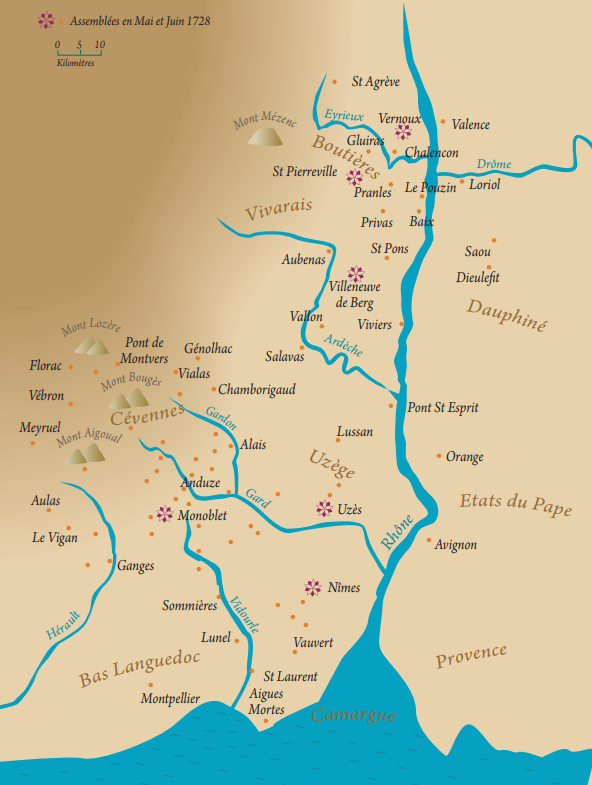 Assemblées en Mai et Juin 1728
0 5 10
Kilomètres
St Agrève
Eyrieux
Vernoux
Valence
Mont Mézenc
Gluiras
Boutières
Chalencon
Drôme
St Pierreville
Pranles
Le Pouzin
Loriol
Vivarais
Privas
Baix
St Pons
Saou
Aubenas
Dieulefit
Villeneuve
de Berg
Dauphiné
Vallon
Viviers
Mont Lozère
Pont de
Montvers
Génolhac
Salavas
Ardèche
Florac
Vialas
Mont Bougès
Chamborigaud
Vébron
Cévennes
Gardon
Pont St Esprit
Meyruel
Mont Aigoual
Alais
Lussan
Uzège
Orange
Anduze
Gard
Aulas
Monoblet
Uzès
Etats du Pape
Le Vigan
Rhône
Avignon
Ganges
Nîmes
Sommières
Vidourle
Hérault
Lunel
Vauvert
Bas Languedoc
Provence
St Laurent
Montpellier
Aigues
Mortes
Camargue